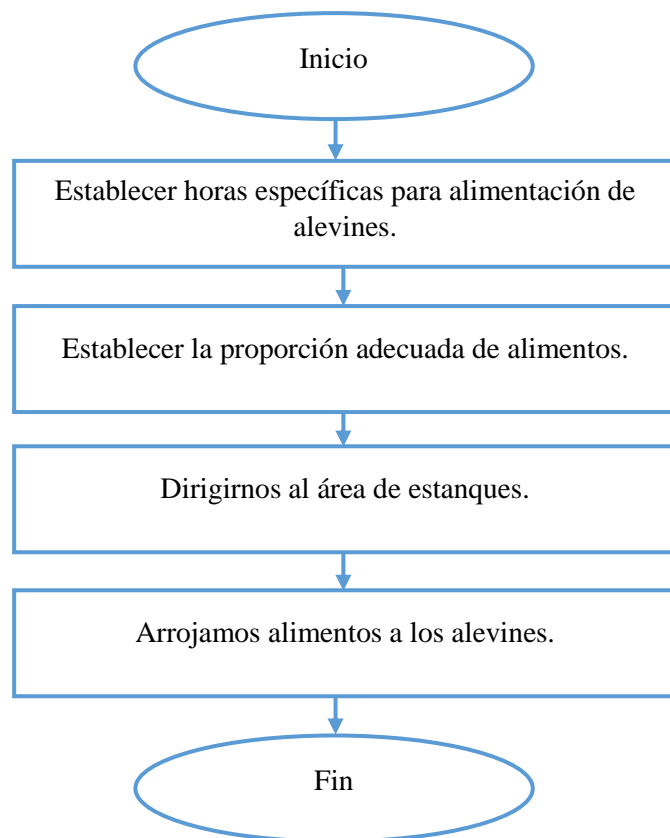 Inicio
Establecer horas específicas para alimentación de
alevines.
Establecer la proporción adecuada de alimentos.
Dirigirnos al área de estanques.
Arrojamos alimentos a los alevines.
Fin